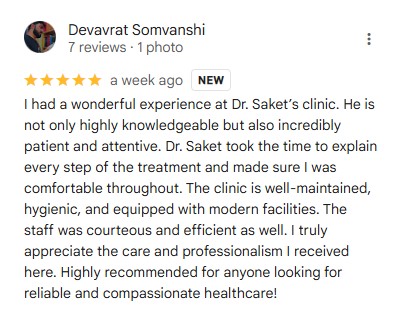 Devavrat Somvanshi
7 reviews · 1 photo
a week ago NEW
I had a wonderful experience at Dr. Saket’s clinic. He is
not only highly knowledgeable but also incredibly
patient and attentive. Dr. Saket took the time to explain
every step of the treatment and made sure I was
comfortable throughout. The clinic is well-maintained,
hygienic, and equipped with modern facilities. The
staff was courteous and efficient as well. I truly
appreciate the care and professionalism I received
here. Highly recommended for anyone looking for
reliable and compassionate healthcare!